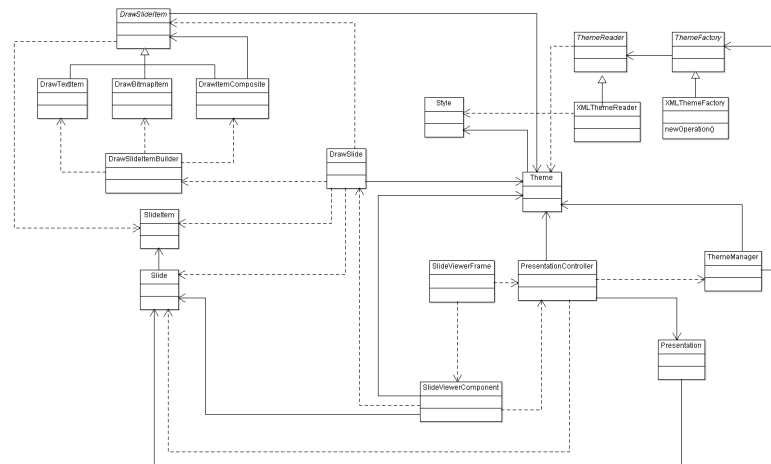 DrawSlideItem
ThemeReader
ThemeFactory
DrawTextItem
DrawBitmapItem
DrawItemComposite
Style
XMLThemeReader
XMLThemeFactory
newOperation()
DrawSlideItemBuilder
DrawSlide
Theme
SlideItem
Slide
SlideViewerFrame
PresentationController
ThemeManager
Presentation
SlideViewerComponent